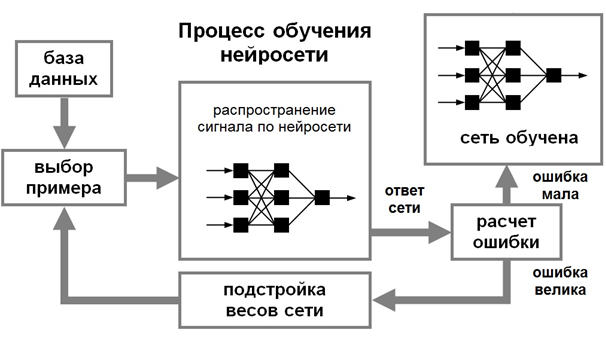 Процесс обучения
нейросети
база
данных
выбор
примера
распространение
сигнала по нейросети
ответ
сети
расчет
ошибки
ошибка
мала
сеть обучена
ошибка
велика
подстройка
весов сети